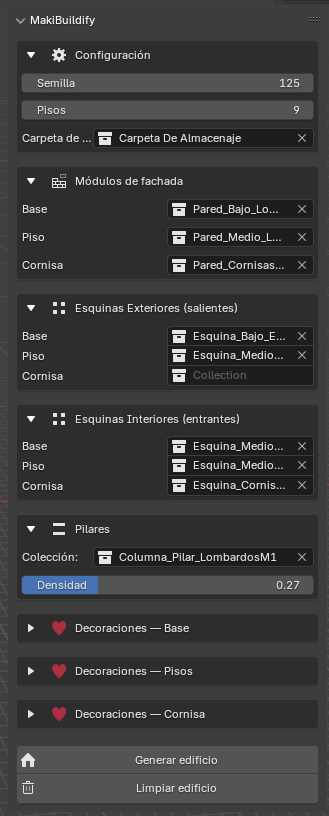 MakiBuildify
Configuración
Semilla 125
Pisos 9
Carpeta de ... Carpeta De Almacenaje
Módulos de fachada
Base Pared_Bajo_Lo...
Piso Pared_Medio_L...
Cornisa Pared_Cornisas...
Esquinas Exteriores (salientes)
Base Esquina_Bajo_E...
Piso Esquina_Medio...
Cornisa Collection
Esquinas Interiores (entrantes)
Base Esquina_Medio...
Piso Esquina_Medio...
Cornisa Esquina_Cornis...
Pilares
Colección: Columna_Pilar_LombardosM1
Densidad 0.27
Decoraciones — Base
Decoraciones — Pisos
Decoraciones — Cornisa
Generar edificio
Limpiar edificio